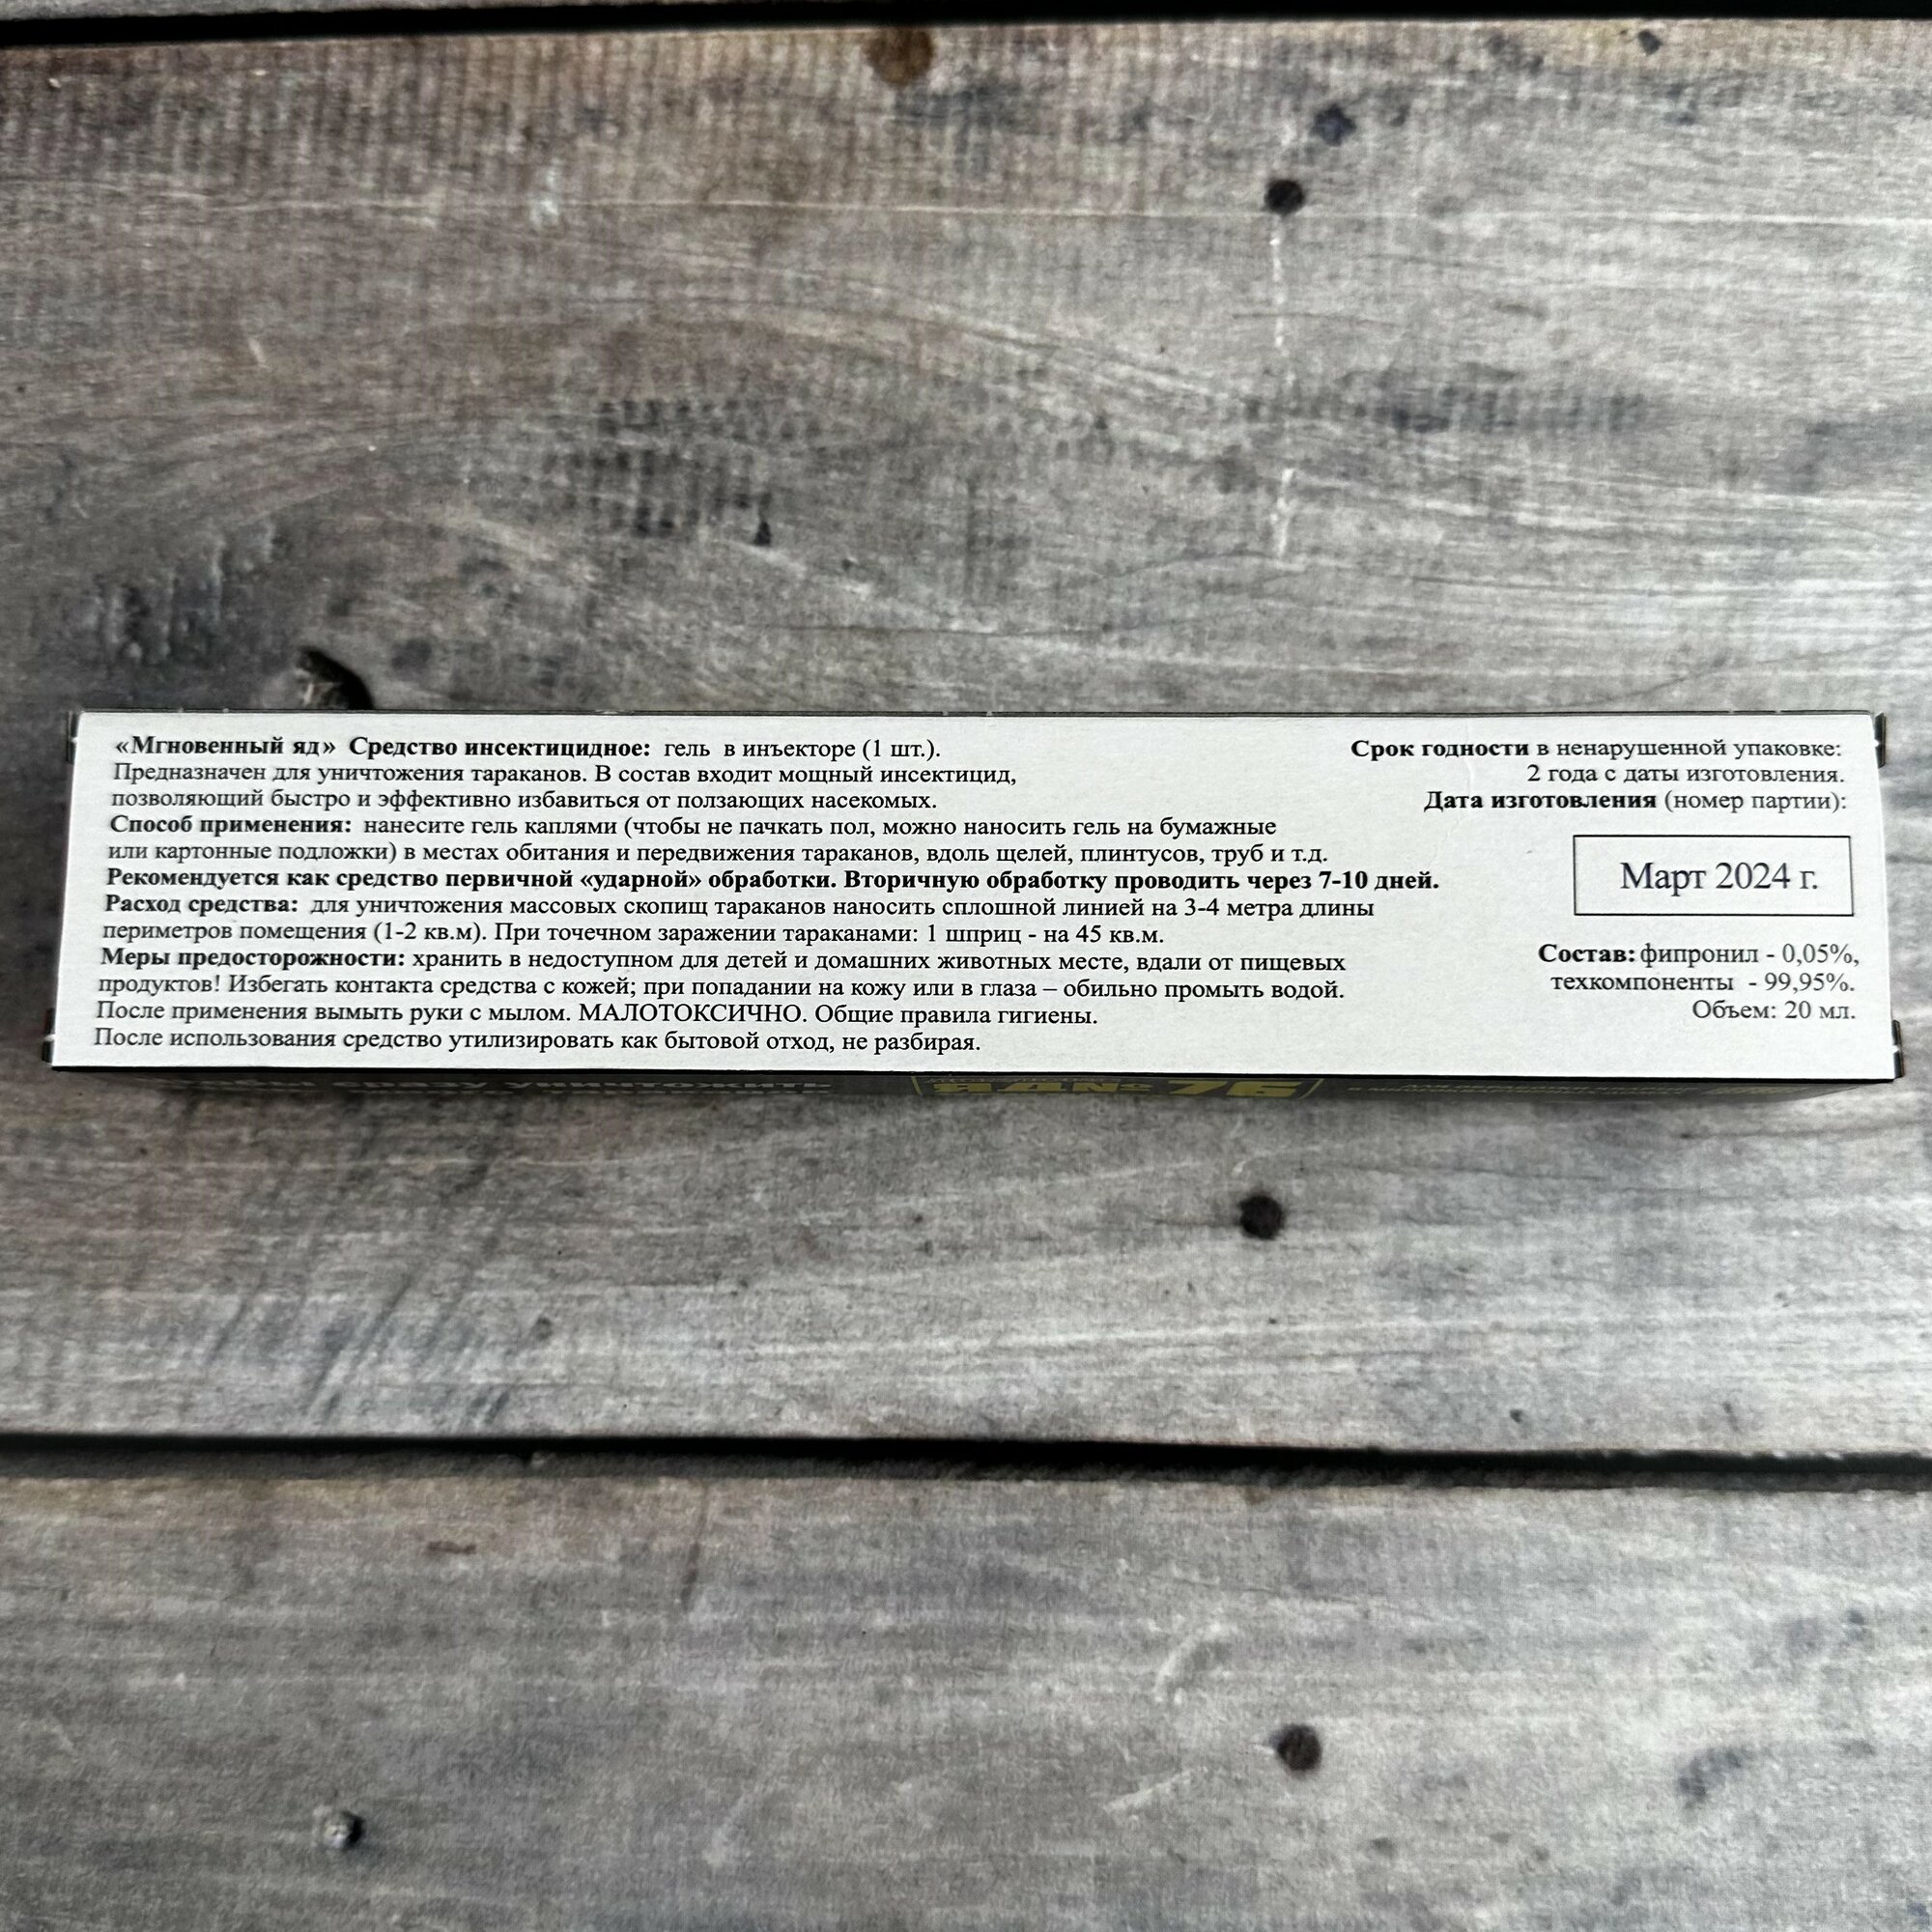 «Мгновенный яд» Средство инсектицидное: гель в инъекторе (1 шт.).
Предназначен для уничтожения тараканов. В состав входит мощный инсектицид,
позволяющий быстро и эффективно избавиться от ползающих насекомых.
Способ применения: нанесите гель каплями (чтобы не пачкать пол, можно наносить гель на бумажные
или картонные подложки) в местах обитания и передвижения тараканов, вдоль щелей, плинтусов, труб и т.д.
Рекомендуется как средство первичной «ударной» обработки. Вторичную обработку проводить через 7-10 дней.
Расход средства: для уничтожения массовых скопищ тараканов наносить сплошной линией на 3-4 метра длины
периметров помещения (1-2 кв.м). При точечном заражении тараканами: 1 шприц - на 45 кв.м.
Меры предосторожности: хранить в недоступном для детей и домашних животных месте, вдали от пищевых
продуктов! Избегать контакта средства с кожей; при попадании на кожу или в глаза – обильно промыть водой.
После применения вымыть руки с мылом. МАЛОТОКСИЧНО. Общие правила гигиены.
После использования средство утилизировать как бытовой отход, не разбирая.
Срок годности в ненарушенной упаковке:
2 года с даты изготовления.
Дата изготовления (номер партии):
Март 2024 г.
Состав: фипронил - 0,05%,
техкомпоненты - 99,95%.
Объем: 20 мл.